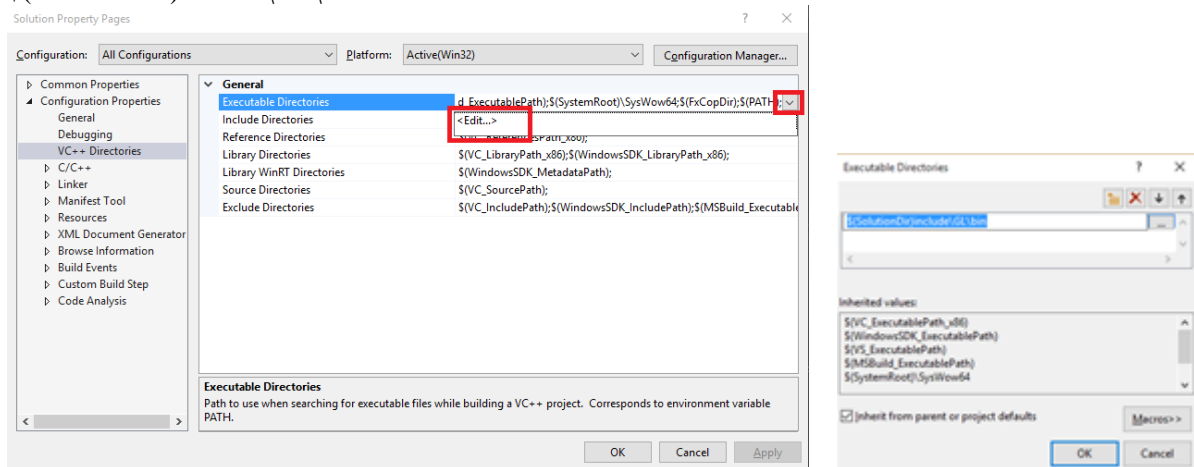 Solution Property Pages
? ×
Configuration: All Configurations Platform: Active(Win32) Configuration Manager...
Common Properties
Configuration Properties
General
Debugging
VC++ Directories
C/C++
Linker
Manifest Tool
Resources
XML Document Generator
Browse Information
Build Events
Custom Build Step
Code Analysis
General
Executable Directories d_ExecutablePath);$(SystemRoot)\SysWow64;$(FxCopDir);$(PATH);
Include Directories
<Edit...>
Reference Directories $(VC_ReferencesPath_x86);
Library Directories $(VC_LibraryPath_x86);$(WindowsSDK_LibraryPath_x86);
Library WinRT Directories $(WindowsSDK_MetadataPath);
Source Directories $(VC_SourcePath);
Exclude Directories $(VC_IncludePath);$(WindowsSDK_IncludePath);$(MSBuild_Executable
Executable Directories
Path to use when searching for executable files while building a VC++ project. Corresponds to environment variable
PATH.
OK Cancel Apply
Executable Directories ? ×
$(SolutionDir)include\GL\bin ...
Inherited values:
$(VC_ExecutablePath_x86)
$(WindowsSDK_ExecutablePath)
$(VS_ExecutablePath)
$(MSBuild_ExecutablePath)
$(SystemRoot)\SysWow64
Inherit from parent or project defaults Macros>>
OK Cancel